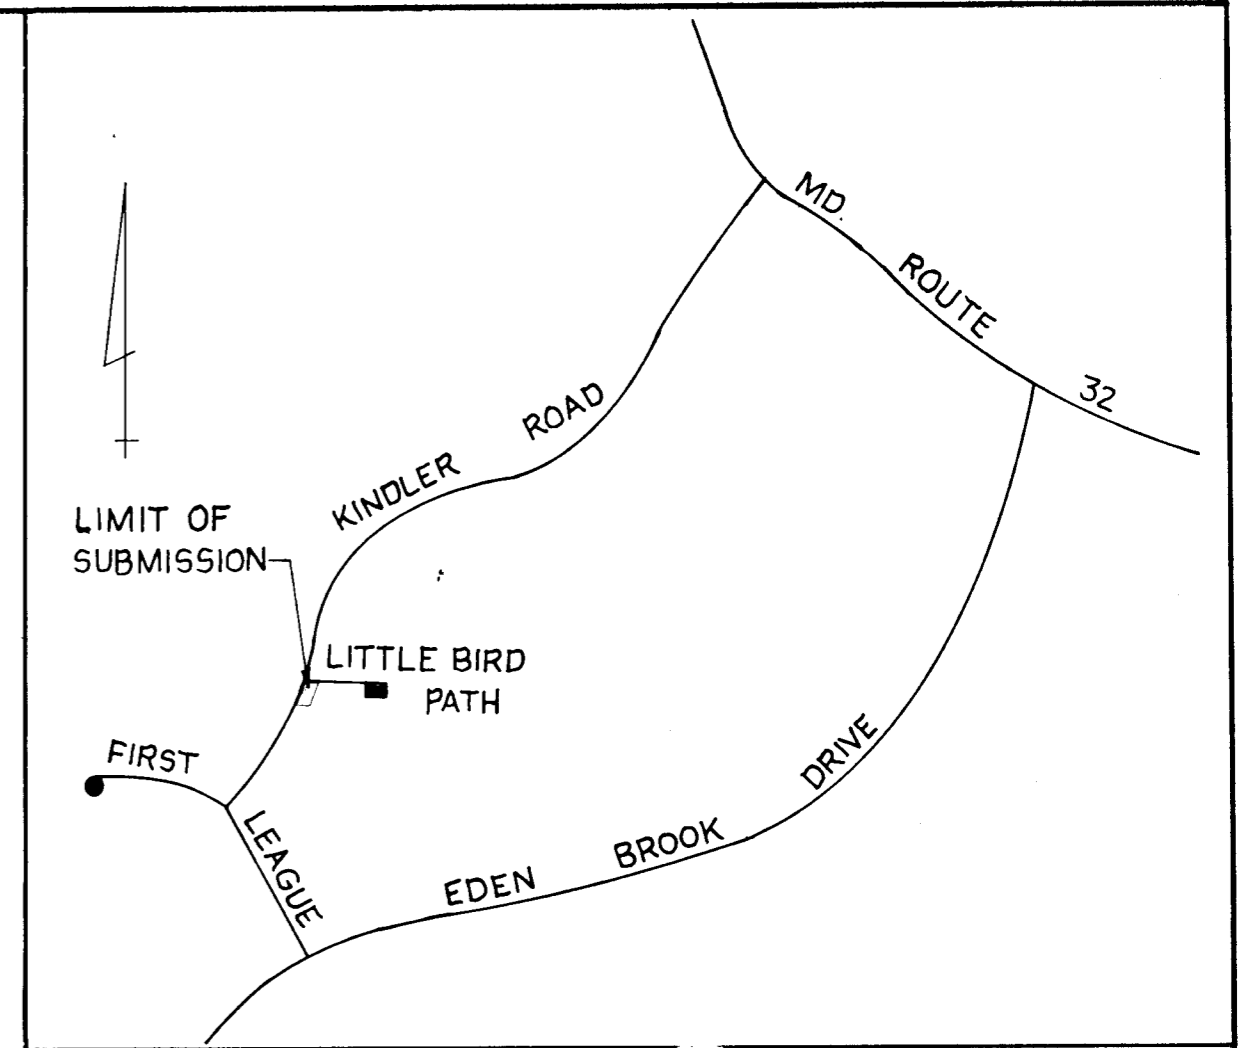 MD. ROUTE 32
KINDLER ROAD
LIMIT OF
SUBMISSION
LITTLE BIRD
PATH
FIRST LEAGUE
EDEN BROOK DRIVE